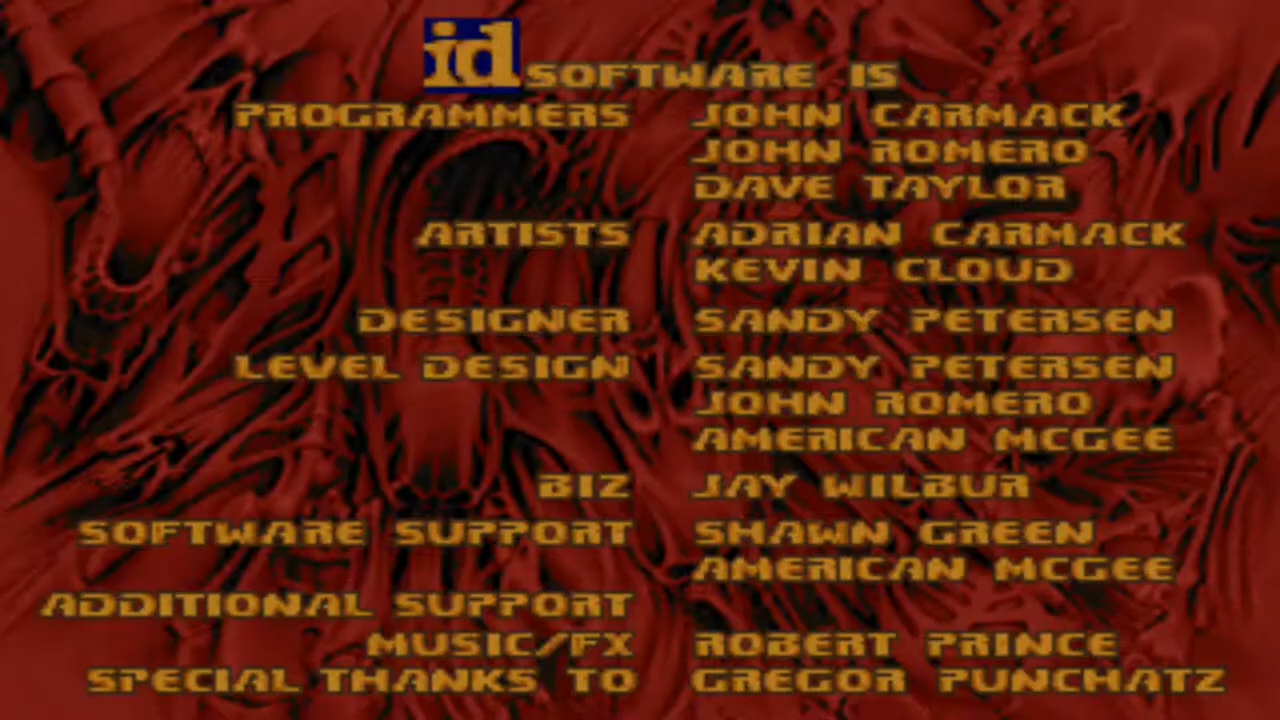 id SOFTWARE IS
PROGRAMMERS JOHN CARMACK
JOHN ROMERO
DAVE TAYLOR
ARTISTS ADRIAN CARMACK
KEVIN CLOUD
DESIGNER SANDY PETERSEN
LEVEL DESIGN SANDY PETERSEN
JOHN ROMERO
AMERICAN MCGEE
BIZ JAY WILBUR
SOFTWARE SUPPORT SHAWN GREEN
AMERICAN MCGEE
ADDITIONAL SUPPORT
MUSIC/FX ROBERT PRINCE
SPECIAL THANKS TO GREGOR PUNCHATZ